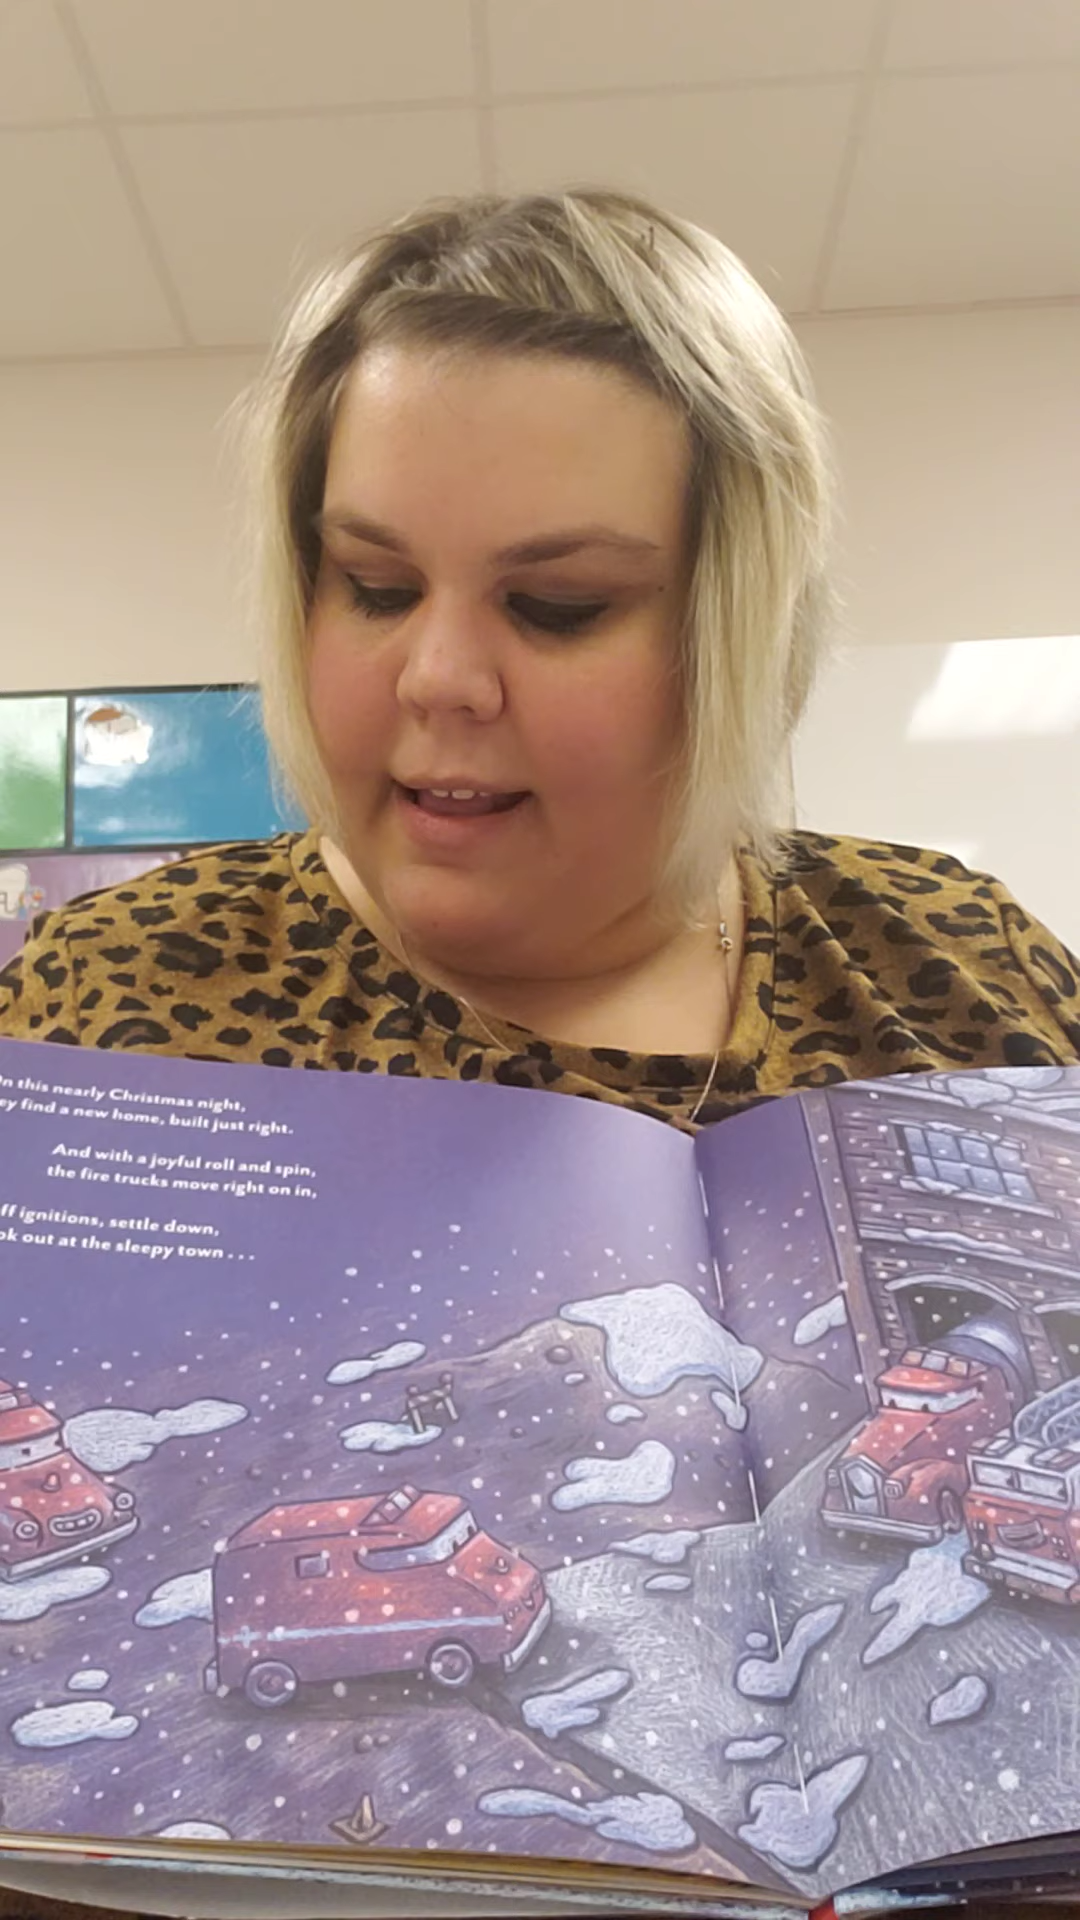 this nearly Christmas night,
find a new home, built just right.
And with a joyful roll and spin,
the fire trucks move right on in,
ignitions, settle down,
out at the sleepy town . . .